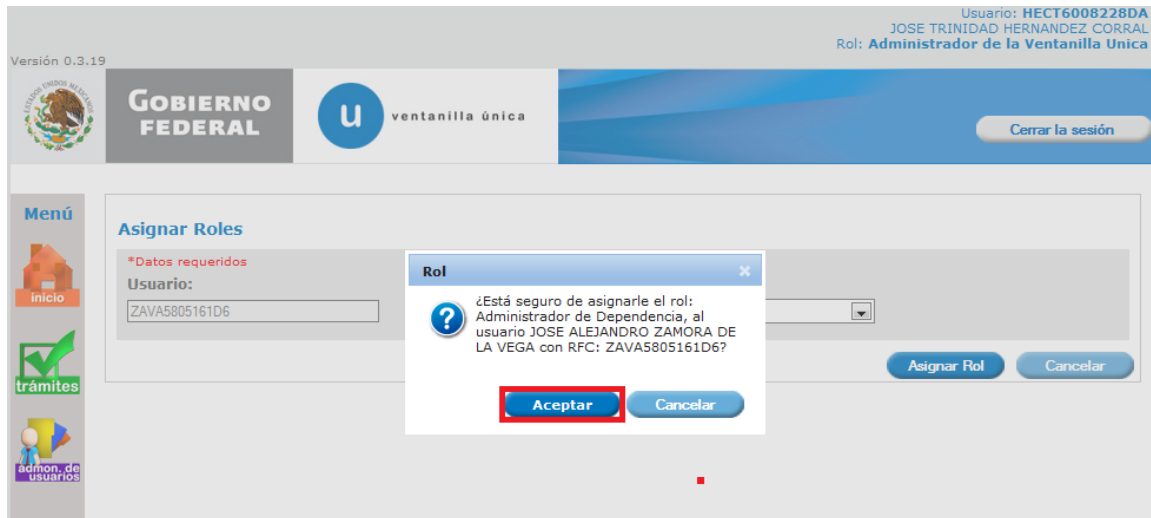 Usuario: HECT6008228DA
JOSE TRINIDAD HERNANDEZ CORRAL
Rol: Administrador de la Ventanilla Unica
Versión 0.3.19
ESTADOS UNIDOS MEXICANOS
GOBIERNO
FEDERAL
u
ventanilla única
Cerrar la sesión
Menú
inicio
trámites
admon. de
usuarios
Asignar Roles
*Datos requeridos
Usuario:
ZAVA5805161D6
Asignar Rol
Cancelar
Rol
¿Está seguro de asignarle el rol:
Administrador de Dependencia, al
usuario JOSE ALEJANDRO ZAMORA DE
LA VEGA con RFC: ZAVA5805161D6?
Aceptar
Cancelar